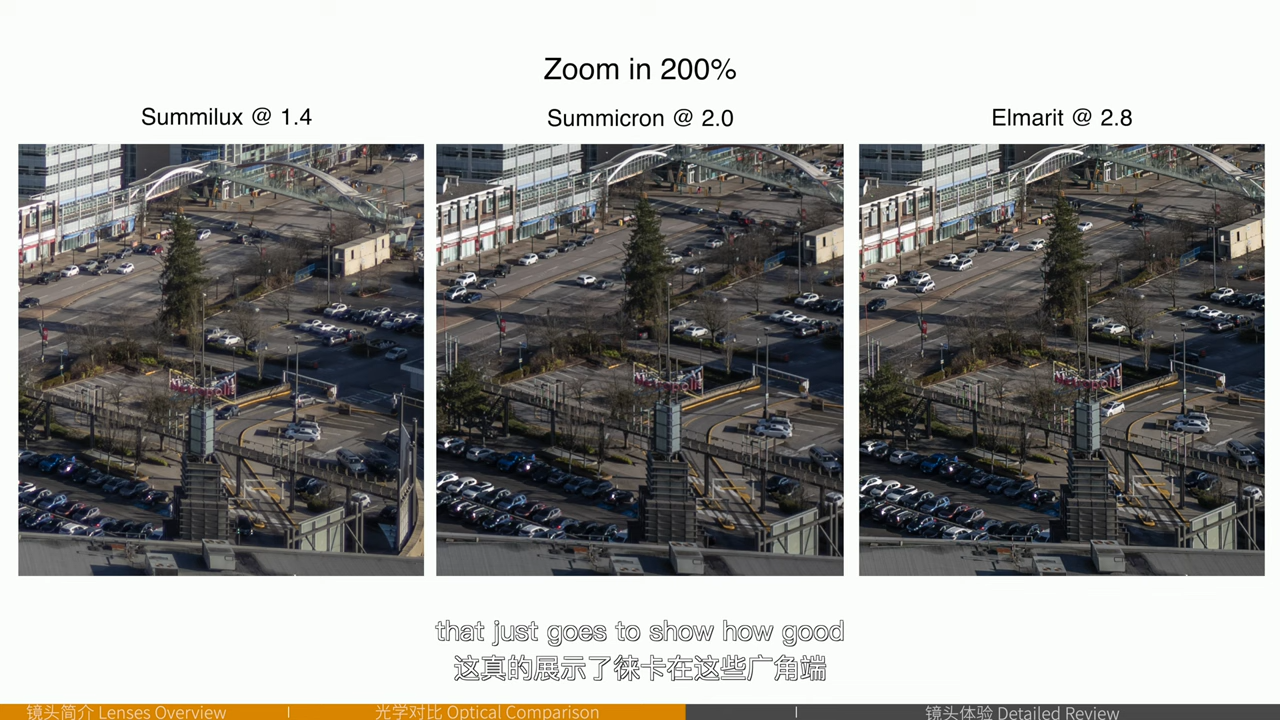 Zoom in 200%
Summilux @ 1.4
Summicron @ 2.0
Elmarit @ 2.8
Metropolis
that just goes to show how good
这真的展示了徕卡在这些广角端
镜头简介 Lenses Overview | 光学对比 Optical Comparison | 镜头体验 Detailed Review